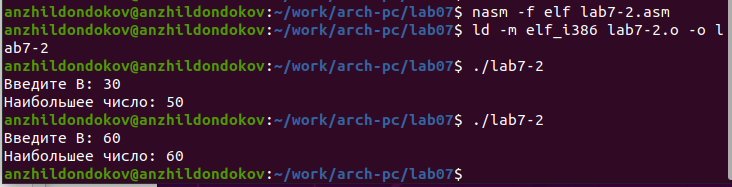 anzhildondokov@anzhildondokov:~/work/arch-pc/lab07$ nasm -f elf lab7-2.asm
anzhildondokov@anzhildondokov:~/work/arch-pc/lab07$ ld -m elf_i386 lab7-2.o -o l
ab7-2
anzhildondokov@anzhildondokov:~/work/arch-pc/lab07$ ./lab7-2
Введите В: 30
Наибольшее число: 50
anzhildondokov@anzhildondokov:~/work/arch-pc/lab07$ ./lab7-2
Введите В: 60
Наибольшее число: 60
anzhildondokov@anzhildondokov:~/work/arch-pc/lab07$